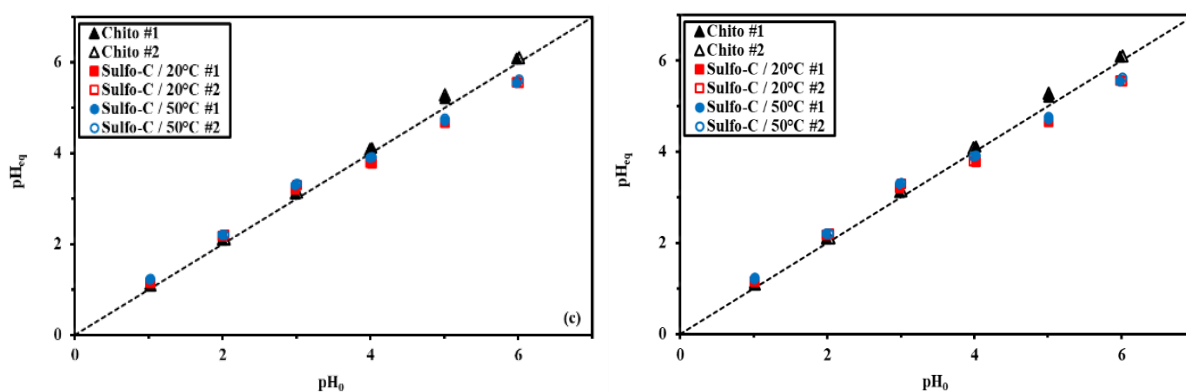 Chito #1
Chito #2
Sulfo-C / 20°C #1
Sulfo-C / 20°C #2
Sulfo-C / 50°C #1
Sulfo-C / 50°C #2
6
4
2
0
pHeq
0
2
4
6
pH0
(c)
Chito #1
Chito #2
Sulfo-C / 20°C #1
Sulfo-C / 20°C #2
Sulfo-C / 50°C #1
Sulfo-C / 50°C #2
6
4
2
0
pHeq
0
2
4
6
pH0